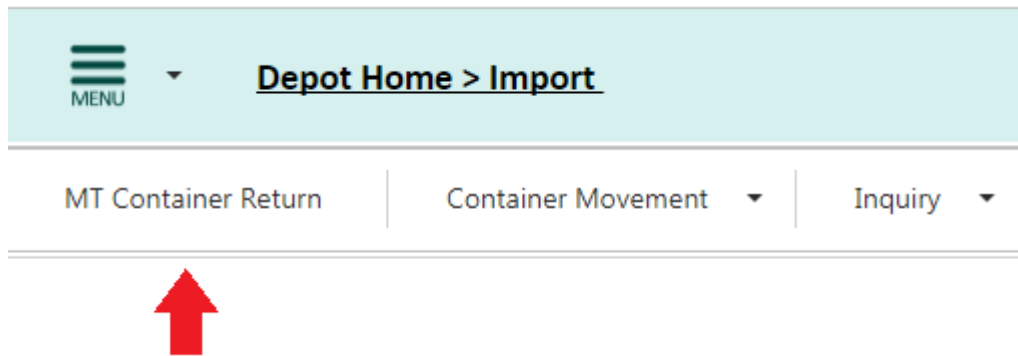 MENU
Depot Home > Import
MT Container Return
Container Movement
Inquiry